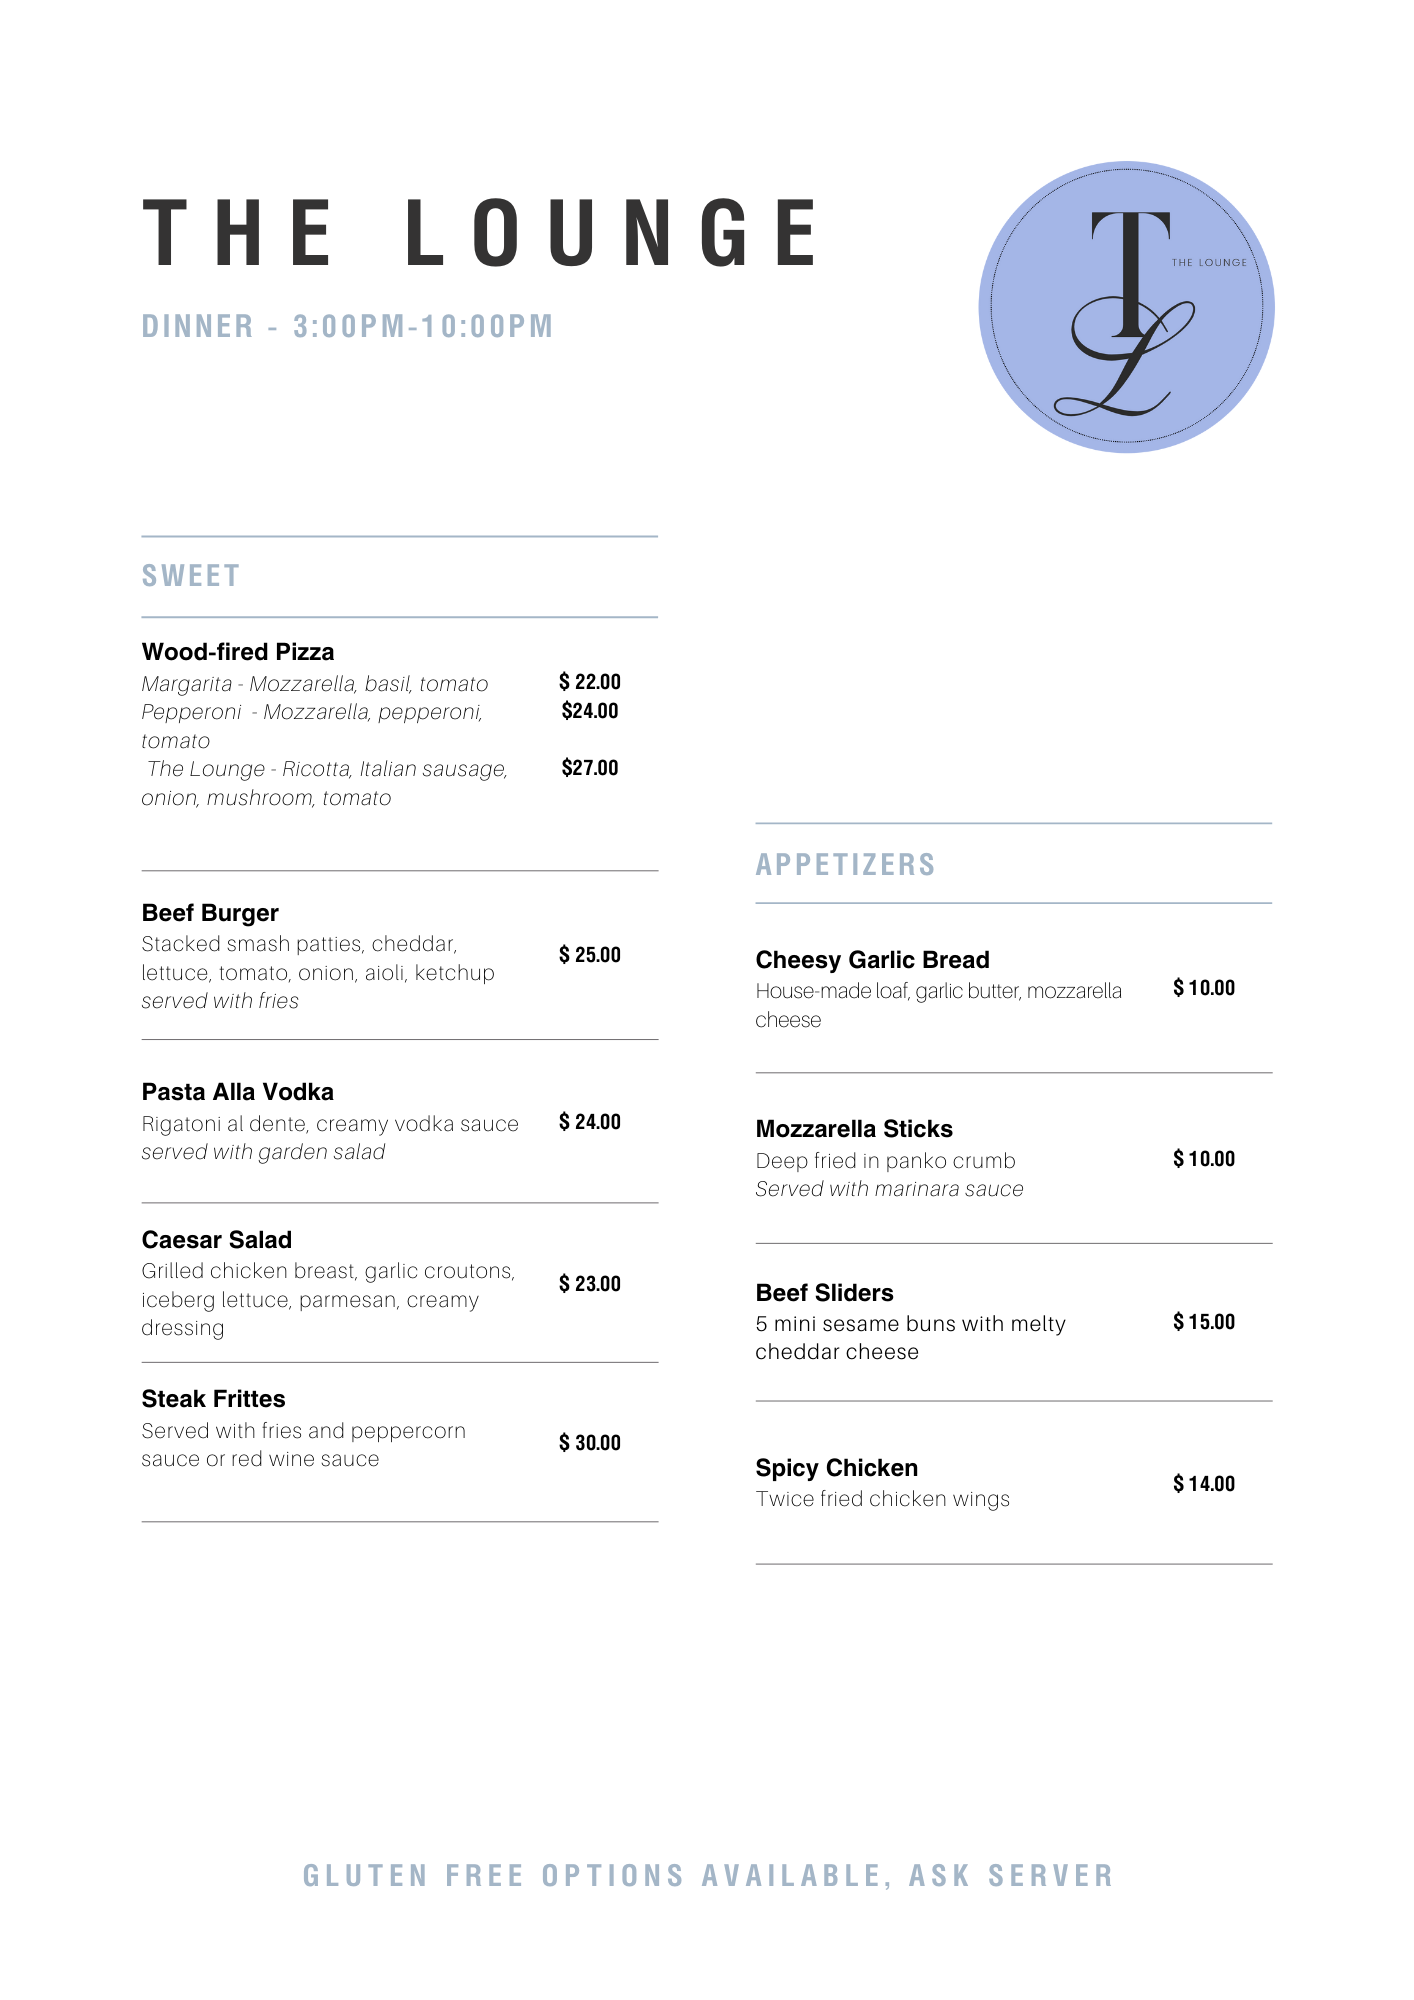 THE LOUNGE
DINNER - 3:00PM-10:00PM
T
THE LOUNGE
L
SWEET
Wood-fired Pizza
Margarita - Mozzarella, basil, tomato $ 22.00
Pepperoni - Mozzarella, pepperoni, $24.00
tomato
The Lounge - Ricotta, Italian sausage, $27.00
onion, mushroom, tomato
Beef Burger
Stacked smash patties, cheddar,
lettuce, tomato, onion, aioli, ketchup
served with fries
$ 25.00
Pasta Alla Vodka
Rigatoni al dente, creamy vodka sauce $ 24.00
served with garden salad
Caesar Salad
Grilled chicken breast, garlic croutons,
iceberg lettuce, parmesan, creamy
dressing
$ 23.00
Steak Frittes
Served with fries and peppercorn
sauce or red wine sauce
$ 30.00
APPETIZERS
Cheesy Garlic Bread
House-made loaf, garlic butter, mozzarella $ 10.00
cheese
Mozzarella Sticks
Deep fried in panko crumb $ 10.00
Served with marinara sauce
Beef Sliders
5 mini sesame buns with melty $ 15.00
cheddar cheese
Spicy Chicken
Twice fried chicken wings
$ 14.00
GLUTEN FREE OPTIONS AVAILABLE, ASK SERVER